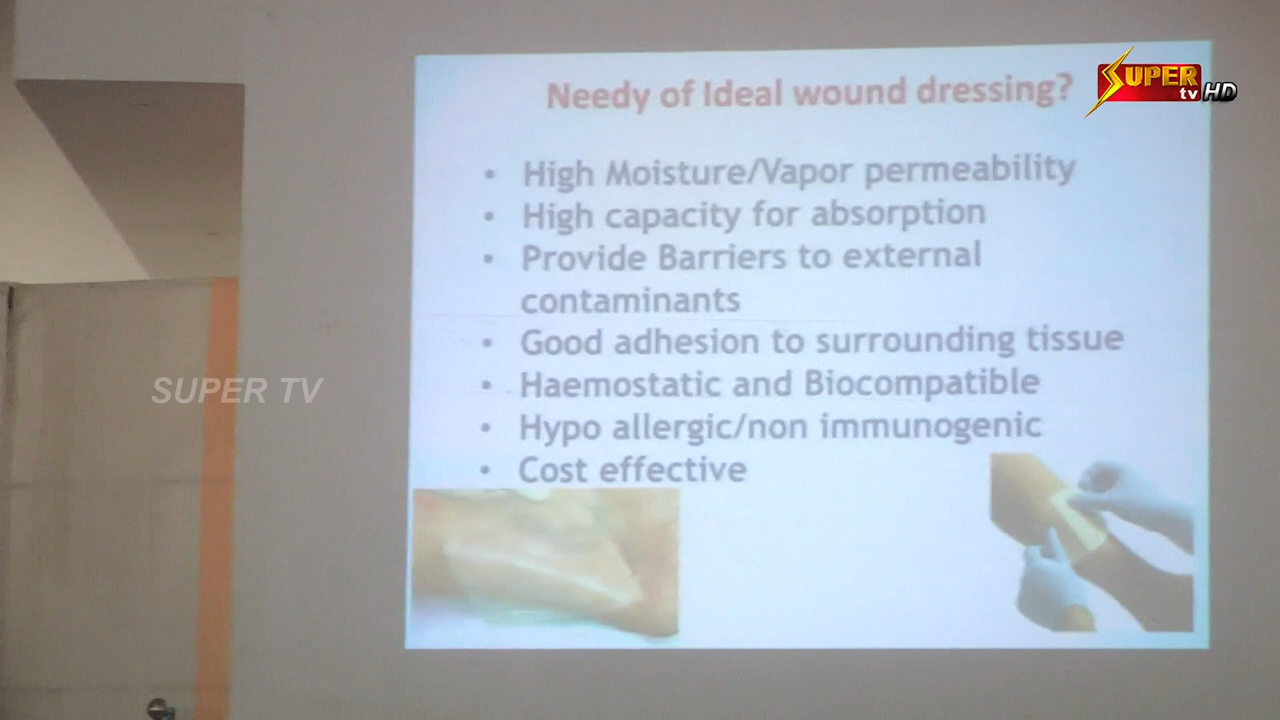 Needy of Ideal wound dressing?
SUPER
tv HD
• High Moisture/Vapor permeability
• High capacity for absorption
• Provide Barriers to external
contaminants
• Good adhesion to surrounding tissue
• Haemostatic and Biocompatible
• Hypo allergic/non immunogenic
• Cost effective
SUPER TV